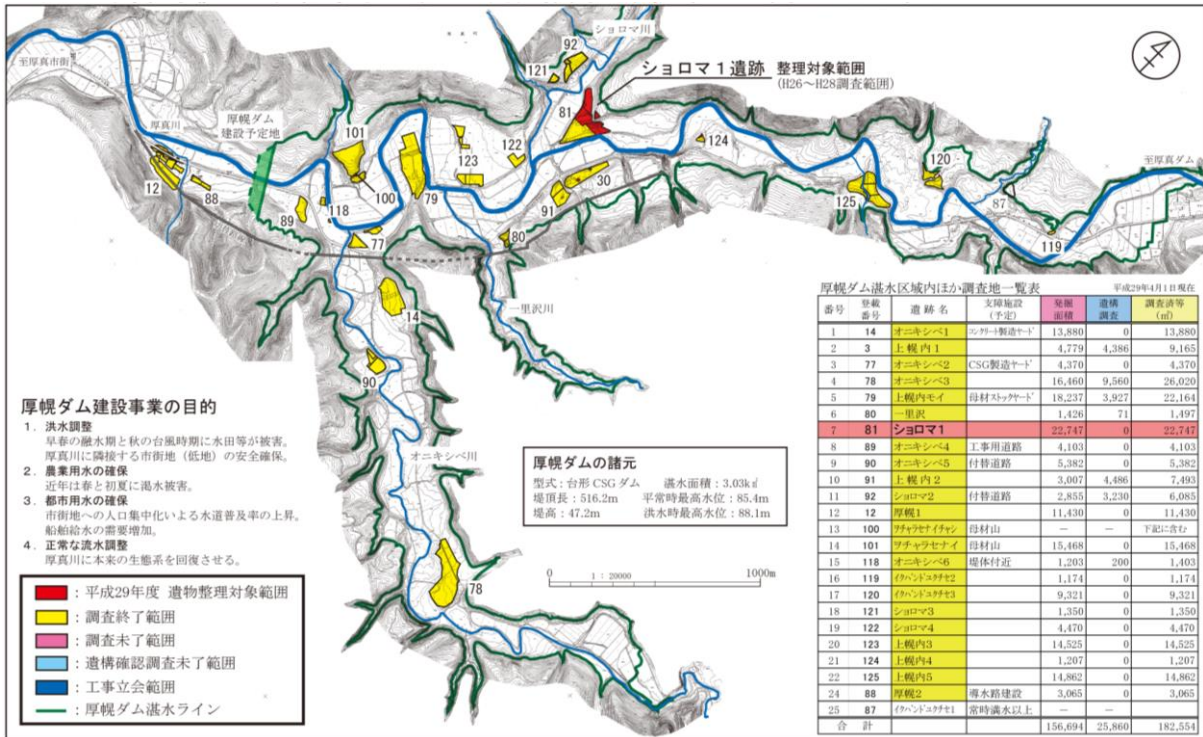 至厚真市街
厚真川
厚幌ダム
建設予定地
ショロマ川
ショロマ1遺跡 整理対象範囲
(H26～H28調査範囲)
121
92
81
101
100
123
122
79
124
120
至厚真ダム
12
88
89
118
77
30
91
80
125
87
119
一里沢川
14
90
オニキシベ川
78
厚幌ダム建設事業の目的
1. 洪水調整
早春の融水期と秋の台風時期に水田等が被害。
厚真川に隣接する市街地（低地）の安全確保。
2. 農業用水の確保
近年は春と初夏に渇水被害。
3. 都市用水の確保
市街地への人口集中化いよる水道普及率の上昇。
船舶給水の需要増加。
4. 正常な流水調整
厚真川に本来の生態系を回復させる。
：平成29年度 遺物整理対象範囲
：調査終了範囲
：調査未了範囲
：遺構確認調査未了範囲
：工事立会範囲
：厚幌ダム湛水ライン
厚幌ダムの諸元
型式：台形 CSG ダム 湛水面積：3.03k㎡
堤頂長：516.2m 平常時最高水位：85.4m
堤高：47.2m 洪水時最高水位：88.1m
0 1：20000 1000m
厚幌ダム湛水区域内ほか調査地一覧表 平成29年4月1日現在
番号 登載番号 遺跡名 支障施設(予定) 発掘面積 遺構調査 調査済等(㎡)
1 14 オニキシベ1 コンクリート製造ヤード 13,880 0 13,880
2 3 上幌内1 4,779 4,386 9,165
3 77 オニキシベ2 CSG製造ヤード 4,370 0 4,370
4 78 オニキシベ3 16,460 9,560 26,020
5 79 上幌内モイ 母材ストックヤード 18,237 3,927 22,164
6 80 一里沢 1,426 71 1,497
7 81 ショロマ1 22,747 0 22,747
8 89 オニキシベ4 工事用道路 4,103 0 4,103
9 90 オニキシベ5 付替道路 5,382 0 5,382
10 91 上幌内2 3,007 4,486 7,493
11 92 ショロマ2 付替道路 2,855 3,230 6,085
12 12 厚幌1 11,430 0 11,430
13 100 ヲチャラセナイチャシ 母材山 － － 下記に含む
14 101 ヲチャラセナイ 母材山 15,468 0 15,468
15 118 オニキシベ6 堤体付近 1,203 200 1,403
16 119 イクバンドユクチセ2 1,174 0 1,174
17 120 イクバンドユクチセ3 9,321 0 9,321
18 121 ショロマ3 1,350 0 1,350
19 122 ショロマ4 4,470 0 4,470
20 123 上幌内3 14,525 0 14,525
21 124 上幌内4 1,207 0 1,207
22 125 上幌内5 14,862 0 14,862
24 88 厚幌2 導水路建設 3,065 0 3,065
25 87 イクバンドユクチセ1 常時満水以上 － －
合計 156,694 25,860 182,554